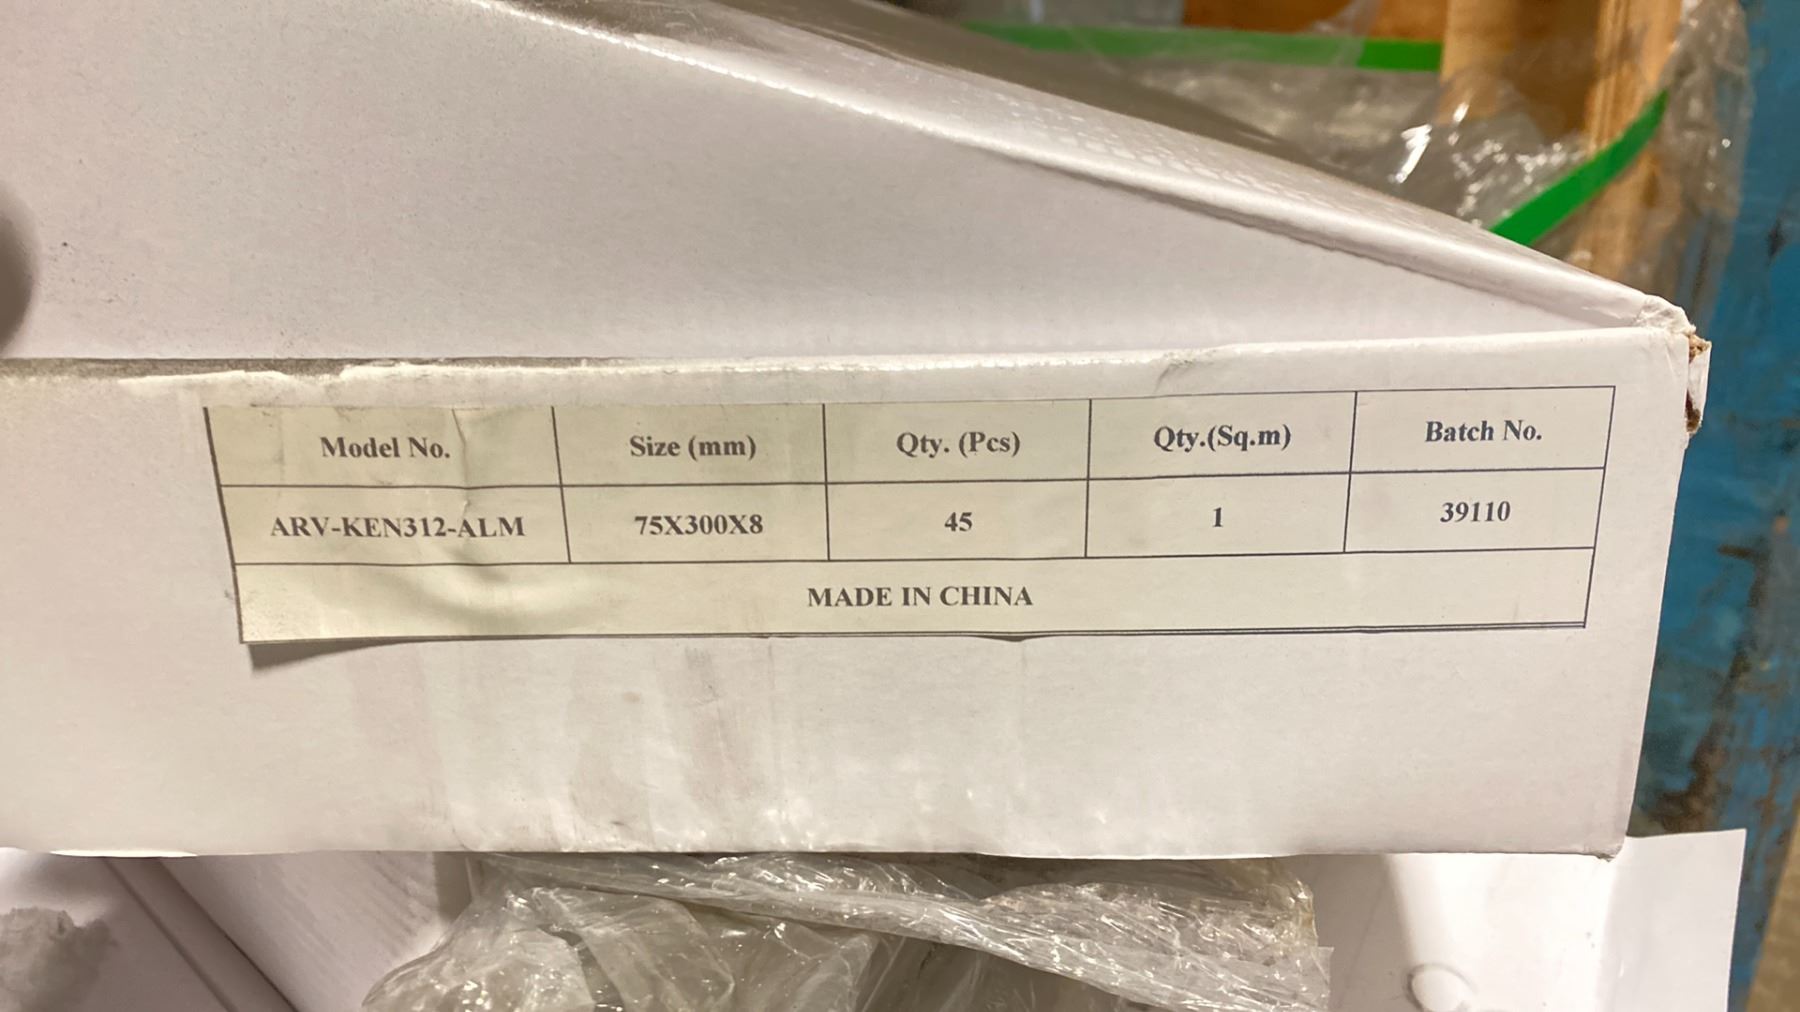 Model No. Size (mm) Qty. (Pcs) Qty.(Sq.m) Batch No.
ARV-KEN312-ALM 75X300X8 45 1 39110
MADE IN CHINA